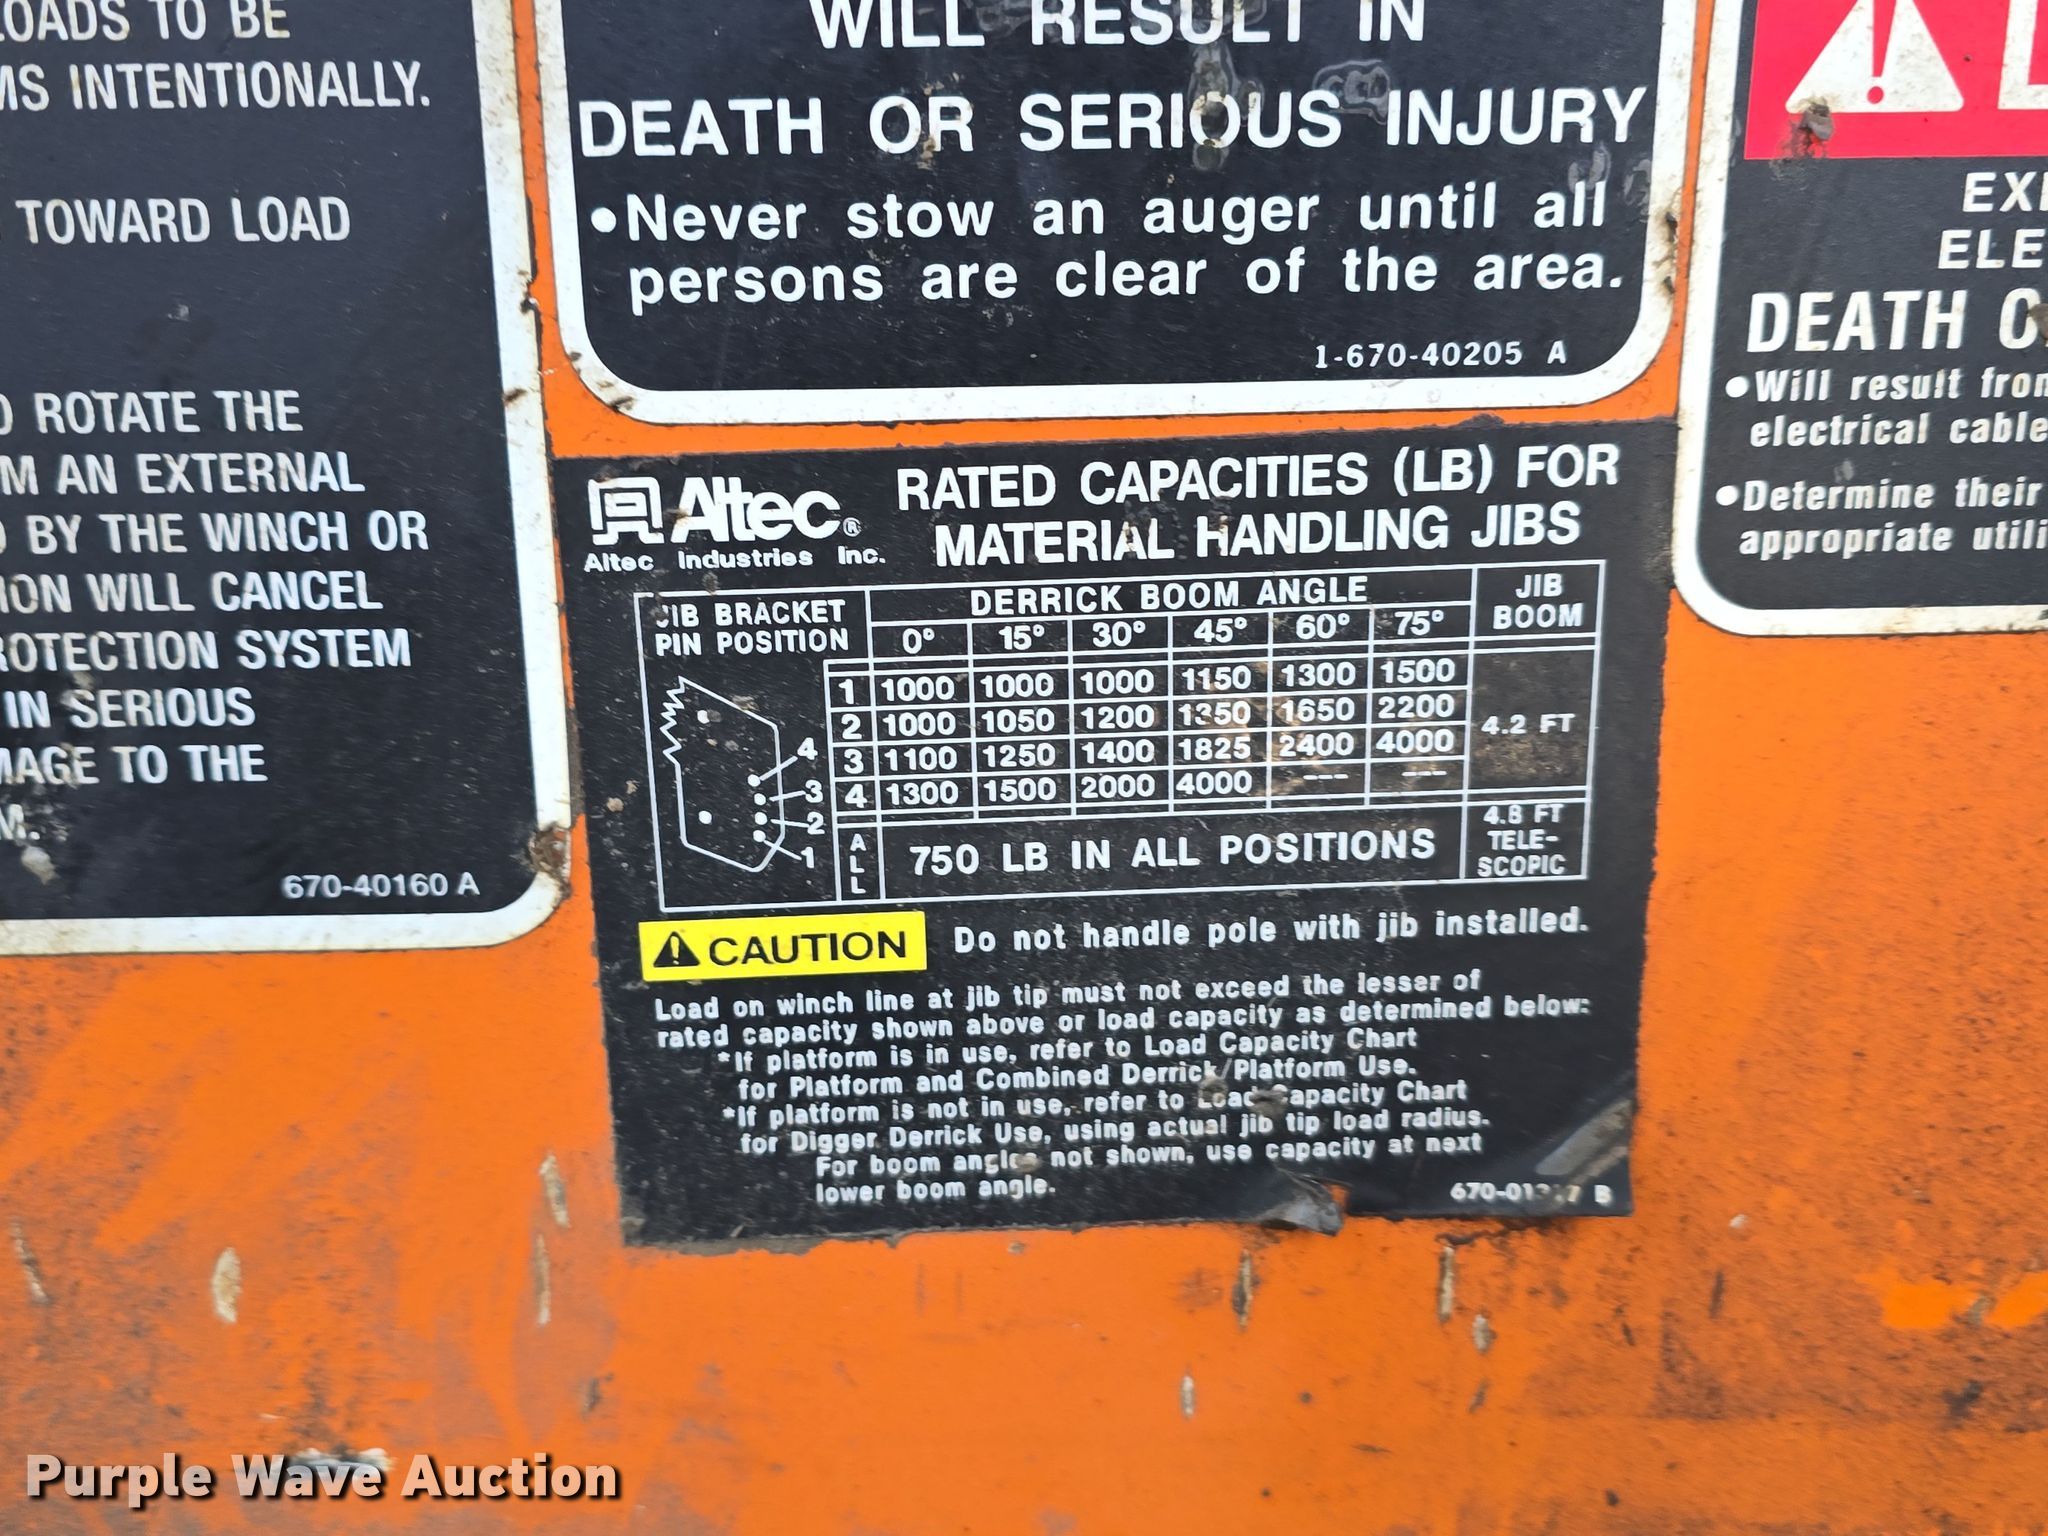 OADS TO BE
MS INTENTIONALLY.
TOWARD LOAD
ROTATE THE
M AN EXTERNAL
BY THE WINCH OR
ION WILL CANCEL
ROTECTION SYSTEM
IN SERIOUS
MAGE TO THE
M.
670-40160 A
WILL RESULT IN
DEATH OR SERIOUS INJURY
•Never stow an auger until all
persons are clear of the area.
1-670-40205 A
EX
ELE
DEATH O
•Will result from
electrical cable
•Determine their
appropriate utili
Altec®
Altec Industries Inc.
RATED CAPACITIES (LB) FOR
MATERIAL HANDLING JIBS
JIB BRACKET
PIN POSITION
DERRICK BOOM ANGLE
JIB
BOOM
0° 15° 30° 45° 60° 75°
1 1000 1000 1000 1150 1300 1500
2 1000 1050 1200 1350 1650 2200
4.2 FT
3 1100 1250 1400 1825 2400 4000
4 1300 1500 2000 4000 --- ---
4
3
2
1
ALL
750 LB IN ALL POSITIONS
4.8 FT
TELE-
SCOPIC
CAUTION Do not handle pole with jib installed.
Load on winch line at jib tip must not exceed the lesser of
rated capacity shown above or load capacity as determined below:
*If platform is in use, refer to Load Capacity Chart
for Platform and Combined Derrick/Platform Use.
*If platform is not in use, refer to Load Capacity Chart
for Digger Derrick Use, using actual jib tip load radius.
For boom angles not shown, use capacity at next
lower boom angle.
B
Purple Wave Auction